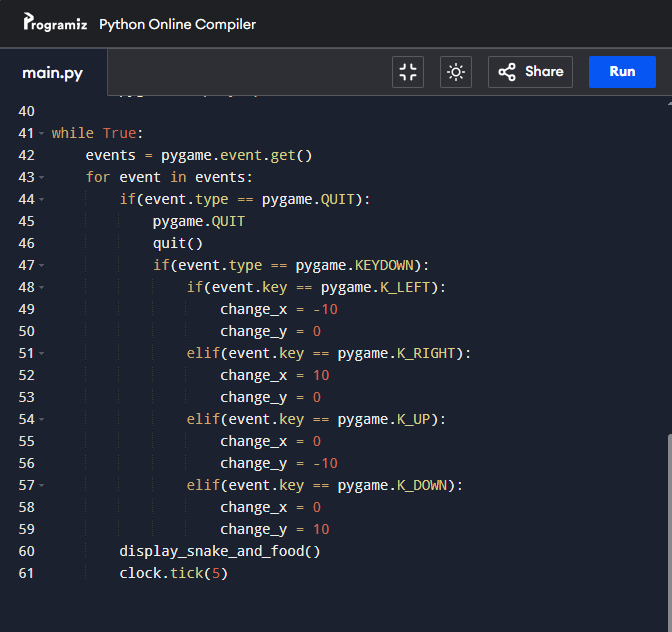 Programiz Python Online Compiler
main.py Share Run
40
41 while True:
42     events = pygame.event.get()
43     for event in events:
44         if(event.type == pygame.QUIT):
45             pygame.QUIT
46             quit()
47             if(event.type == pygame.KEYDOWN):
48                 if(event.key == pygame.K_LEFT):
49                     change_x = -10
50                     change_y = 0
51                 elif(event.key == pygame.K_RIGHT):
52                     change_x = 10
53                     change_y = 0
54                 elif(event.key == pygame.K_UP):
55                     change_x = 0
56                     change_y = -10
57                 elif(event.key == pygame.K_DOWN):
58                     change_x = 0
59                     change_y = 10
60         display_snake_and_food()
61         clock.tick(5)